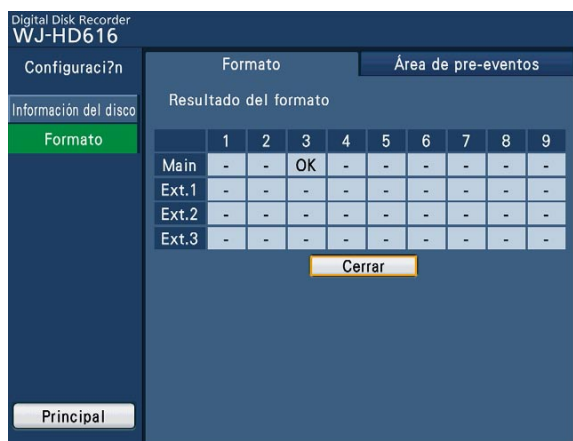 Digital Disk Recorder
WJ-HD616
Configuraci?n
Formato
Área de pre-eventos
Información del disco
Formato
Resultado del formato
1 2 3 4 5 6 7 8 9
Main - - OK - - - - - -
Ext.1 - - - - - - - - -
Ext.2 - - - - - - - - -
Ext.3 - - - - - - - - -
Cerrar
Principal